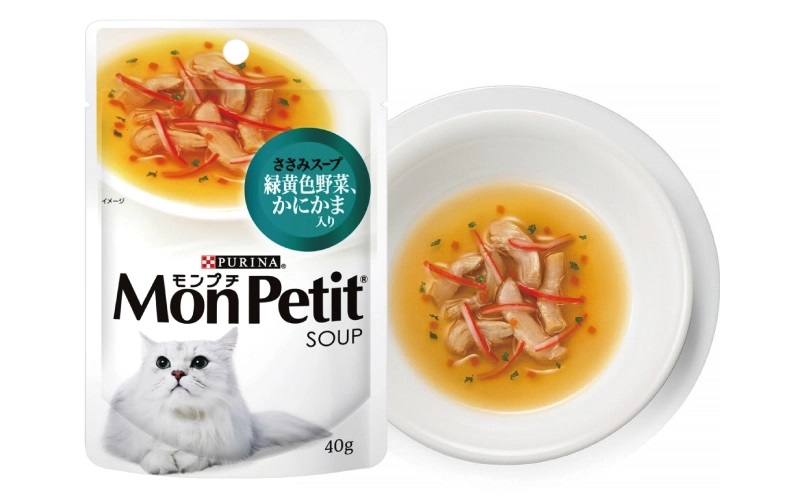 ささみスープ
緑黄色野菜、
かにかま
入り
イメージ
PURINA®
モンプチ
MonPetit®
SOUP
40g